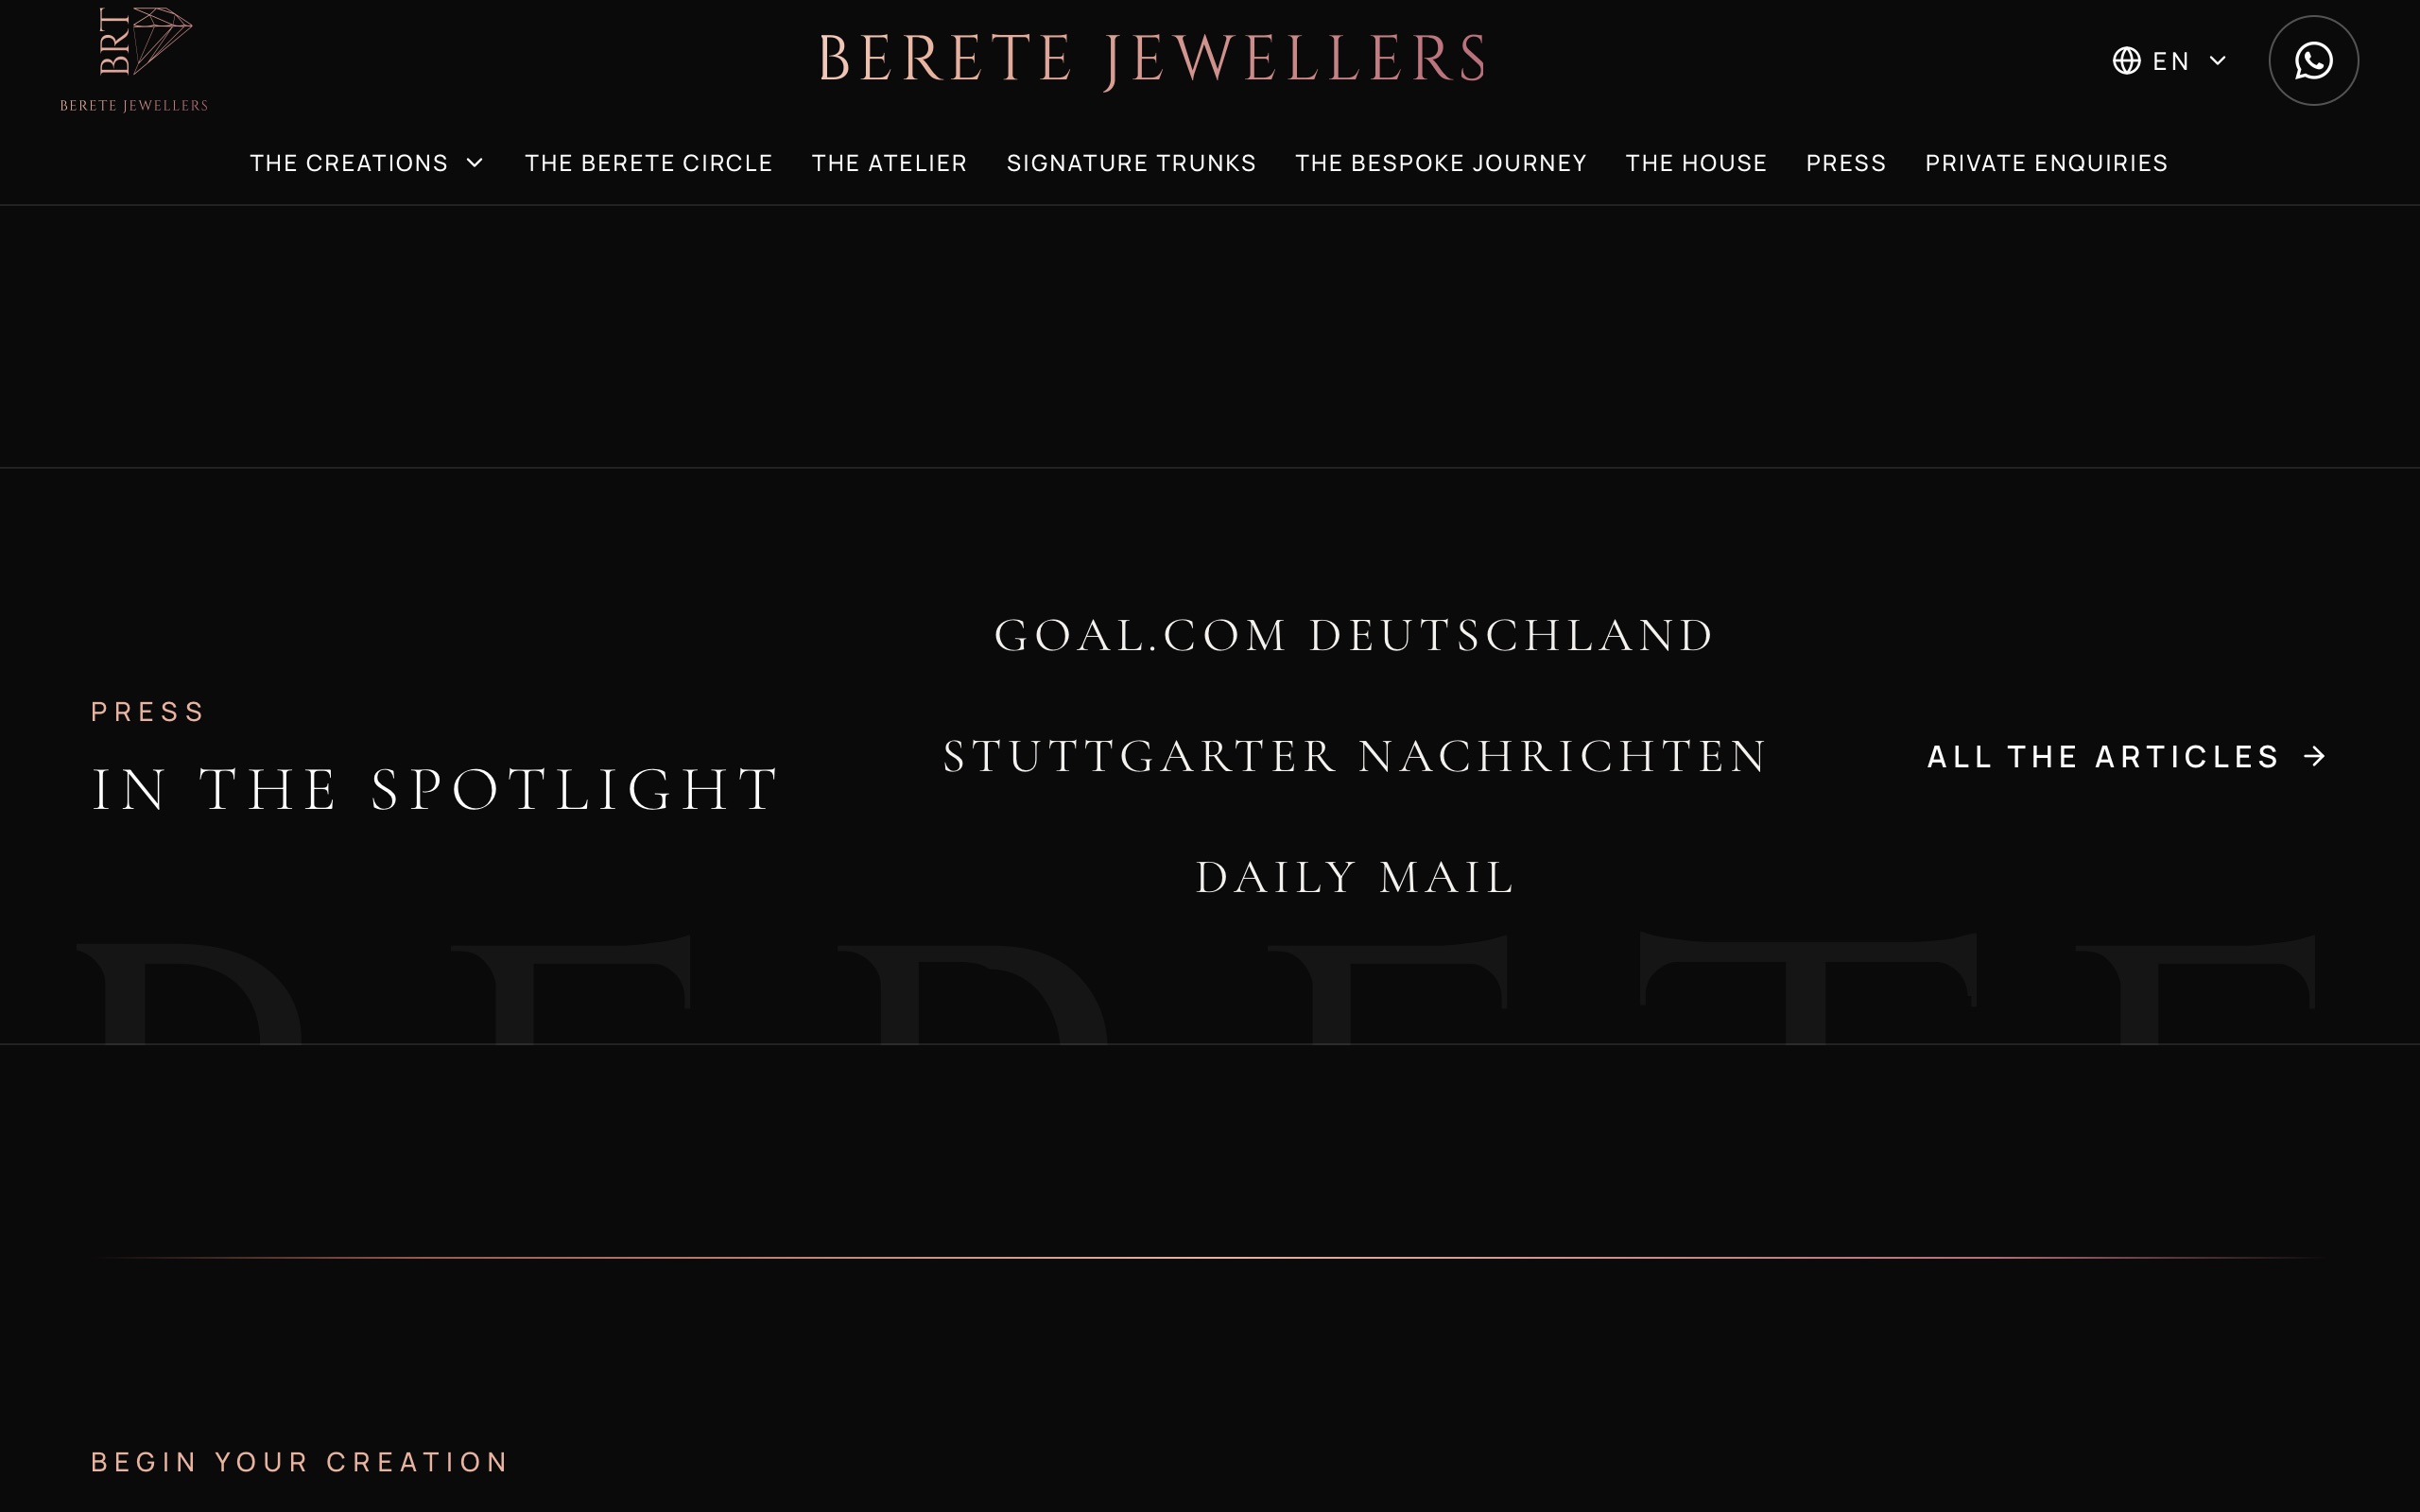 BRT
BERETE JEWELLERS
BERETE JEWELLERS
EN
THE CREATIONS
THE BERETE CIRCLE
THE ATELIER
SIGNATURE TRUNKS
THE BESPOKE JOURNEY
THE HOUSE
PRESS
PRIVATE ENQUIRIES
PRESS
IN THE SPOTLIGHT
GOAL.COM DEUTSCHLAND
STUTTGARTER NACHRICHTEN
DAILY MAIL
ALL THE ARTICLES →
BERETE
BEGIN YOUR CREATION